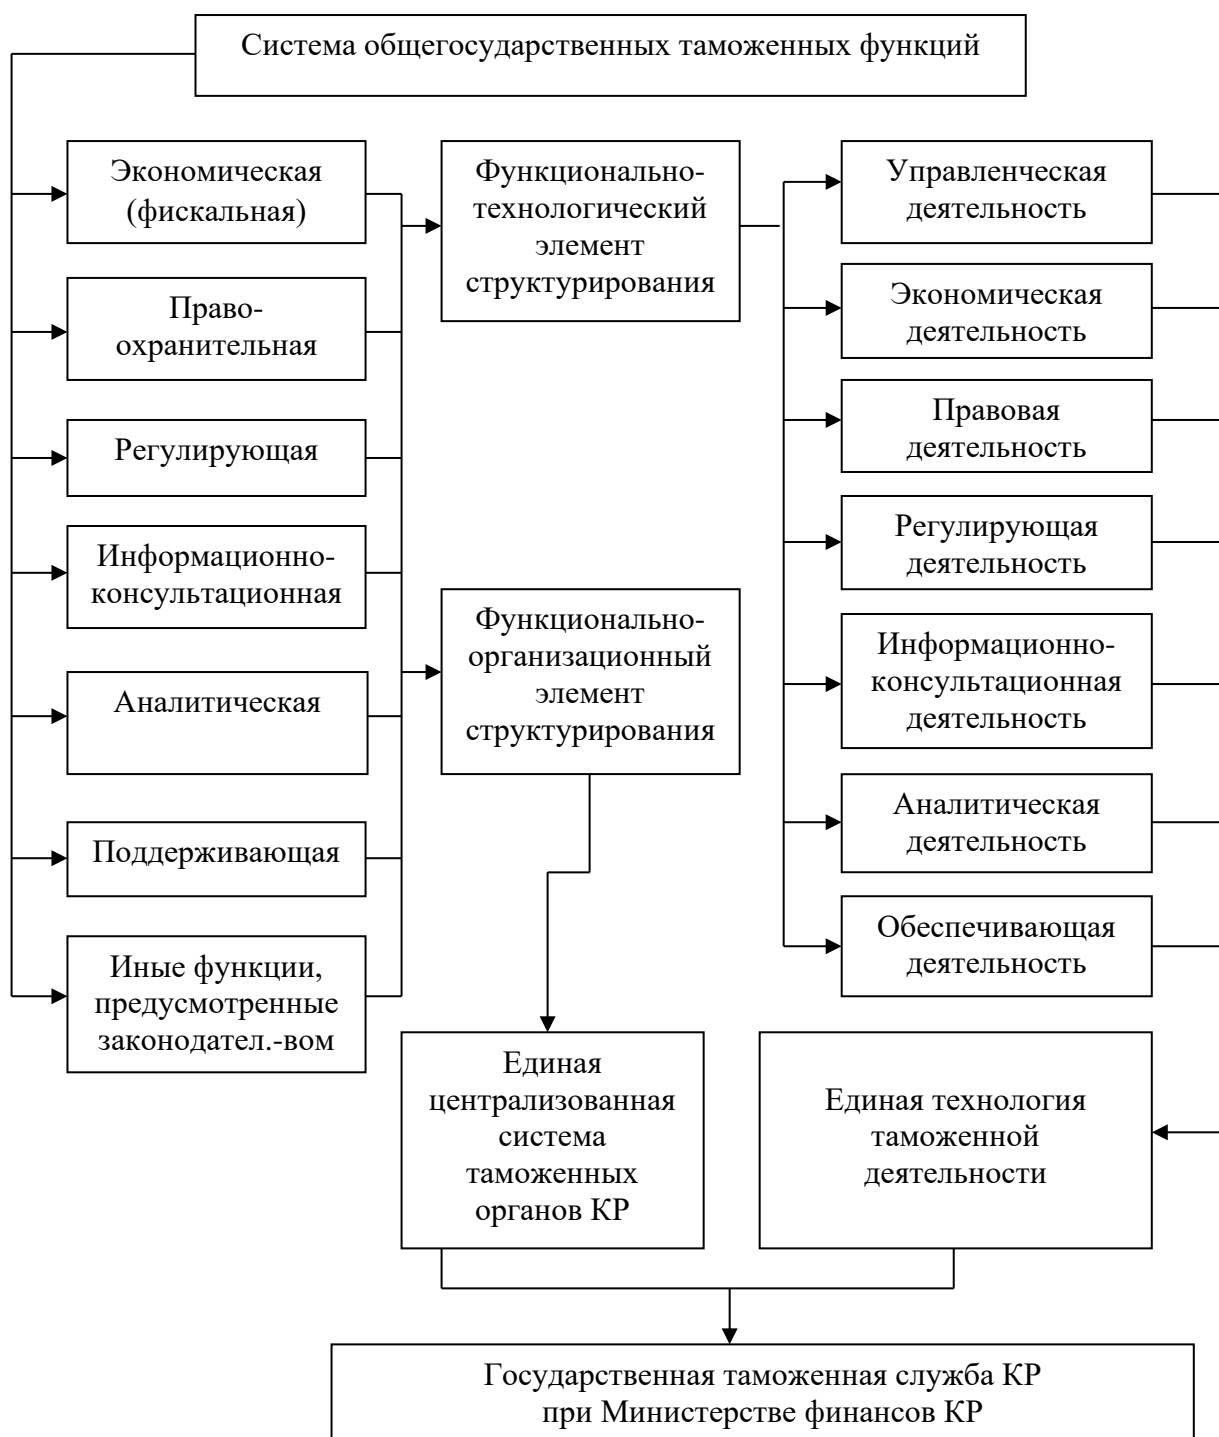 Система общегосударственных таможенных функций
Экономическая
(фискальная)
Право-
охранительная
Регулирующая
Информационно-
консультационная
Аналитическая
Поддерживающая
Иные функции,
предусмотренные
законодател.-вом
Функционально-
технологический
элемент
структурирования
Функционально-
организационный
элемент
структурирования
Управленческая
деятельность
Экономическая
деятельность
Правовая
деятельность
Регулирующая
деятельность
Информационно-
консультационная
деятельность
Аналитическая
деятельность
Обеспечивающая
деятельность
Единая
централизованная
система
таможенных
органов КР
Единая технология
таможенной
деятельности
Государственная таможенная служба КР
при Министерстве финансов КР